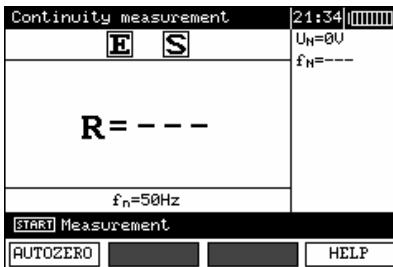 Continuity measurement 21:34
E S
UN=0V
fN=---
R=---
fn=50Hz
START Measurement
AUTOZERO HELP